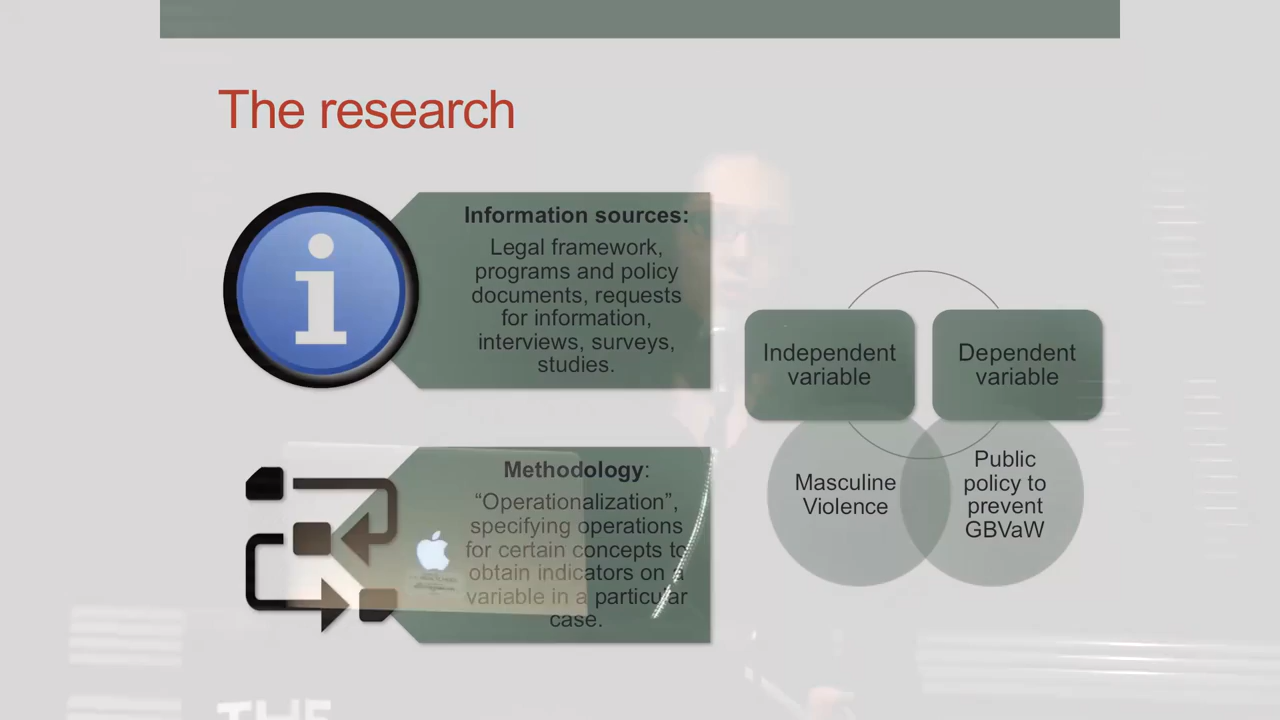 The research
Information sources:
Legal framework,
programs and policy
documents, requests
for information,
interviews, surveys,
studies.
Methodology:
“Operationalization”,
specifying operations
for certain concepts to
obtain indicators on a
variable in a particular
case.
Independent
variable
Dependent
variable
Masculine
Violence
Public
policy to
prevent
GBVaW
THE